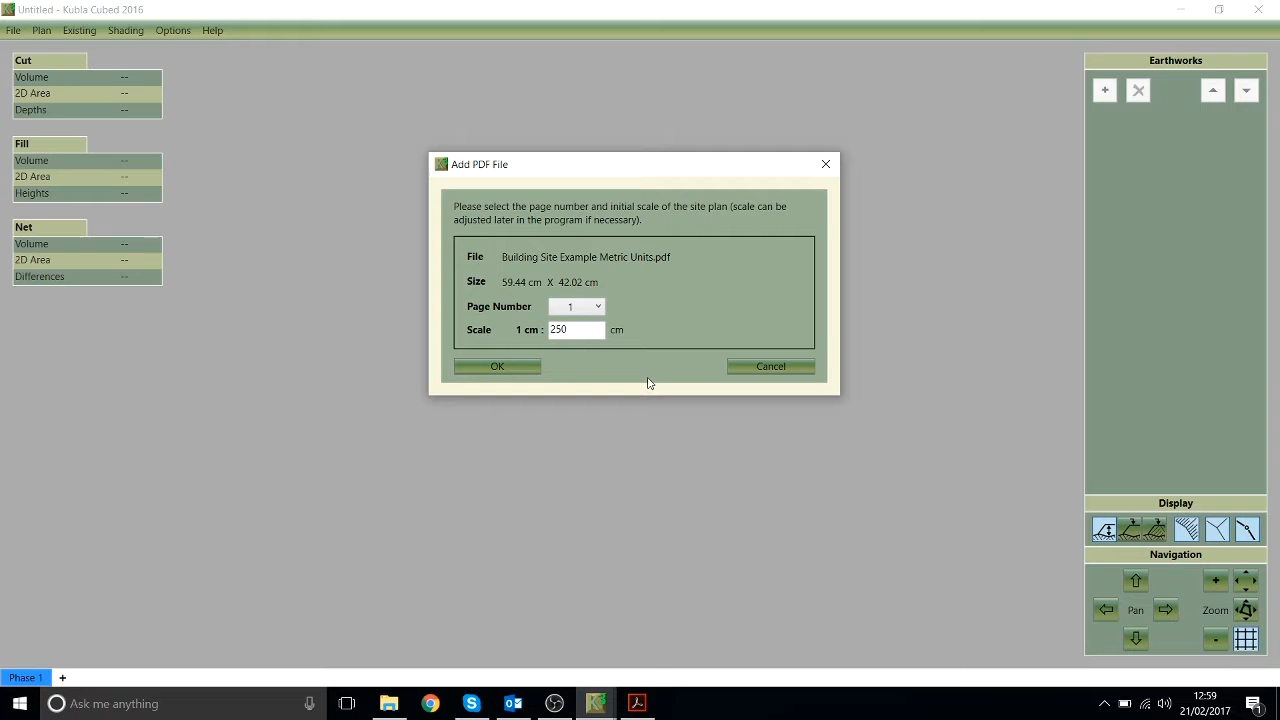 Untitled - Kubla Cubed 2016
File Plan Existing Shading Options Help
Cut
Volume --
2D Area --
Depths --
Fill
Volume --
2D Area --
Heights --
Net
Volume --
2D Area --
Differences --
Add PDF File
Please select the page number and initial scale of the site plan (scale can be
adjusted later in the program if necessary).
File Building Site Example Metric Units.pdf
Size 59.44 cm X 42.02 cm
Page Number 1
Scale 1 cm : 250 cm
OK Cancel
Earthworks
Display
Navigation
Pan Zoom
+
-
Phase 1 +
Ask me anything
12:59
21/02/2017
1